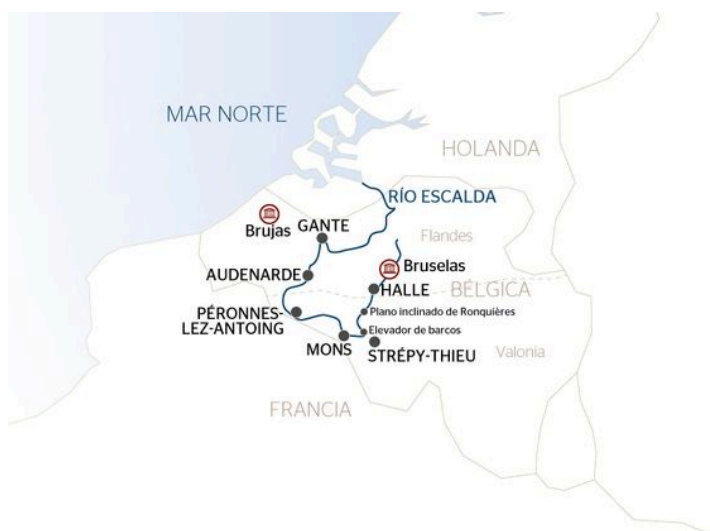 MAR NORTE
HOLANDA
RÍO ESCALDA
Brujas
GANTE
Flandes
Bruselas
AUDENARDE
HALLE
BÉLGICA
PÉRONNES-
LEZ-ANTOING
Plano inclinado de Ronquières
Elevador de barcos
MONS
STRÉPY-THIEU
Valonia
FRANCIA